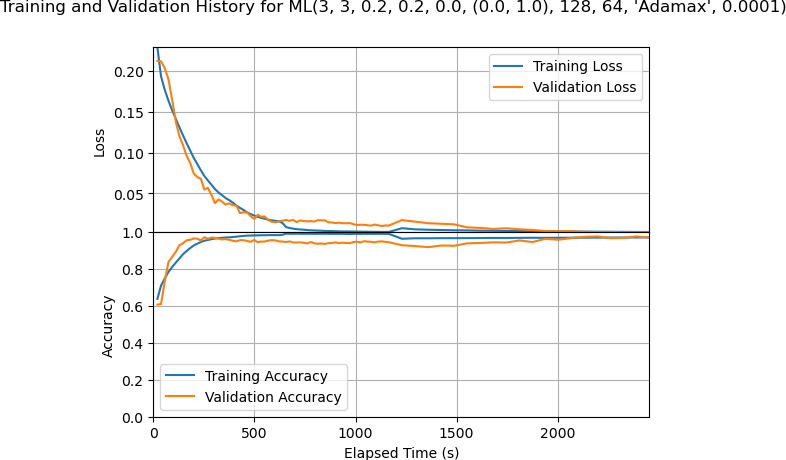 Training and Validation History for ML(3, 3, 0.2, 0.2, 0.0, (0.0, 1.0), 128, 64, 'Adamax', 0.0001)
0.20
0.15
0.10
0.05
Loss
Training Loss
Validation Loss
1.0
0.8
0.6
0.4
0.2
0.0
Accuracy
Training Accuracy
Validation Accuracy
0 500 1000 1500 2000
Elapsed Time (s)